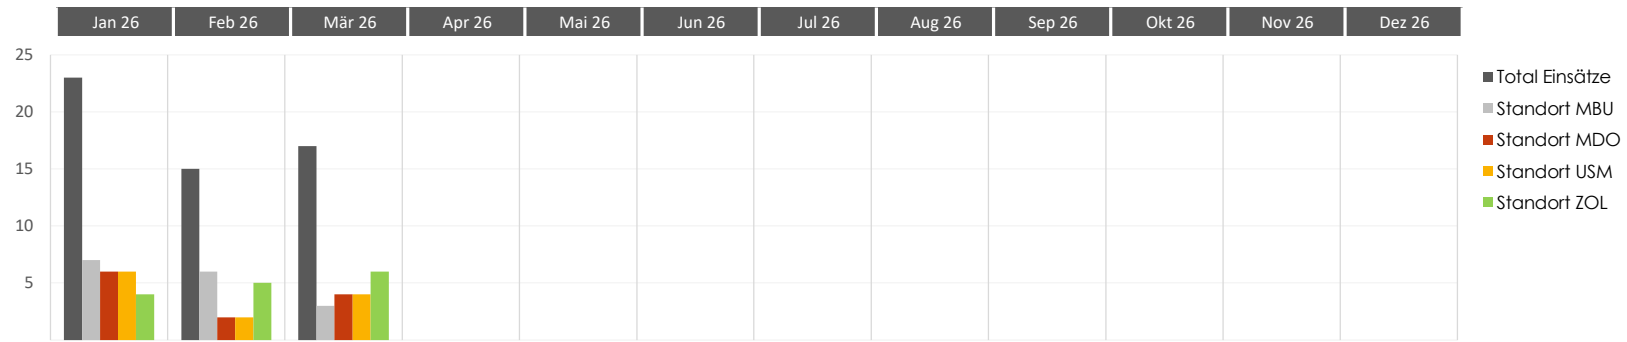 Jan 26 Feb 26 Mär 26 Apr 26 Mai 26 Jun 26 Jul 26 Aug 26 Sep 26 Okt 26 Nov 26 Dez 26
25
20
15
10
5
Total Einsätze
Standort MBU
Standort MDO
Standort USM
Standort ZOL